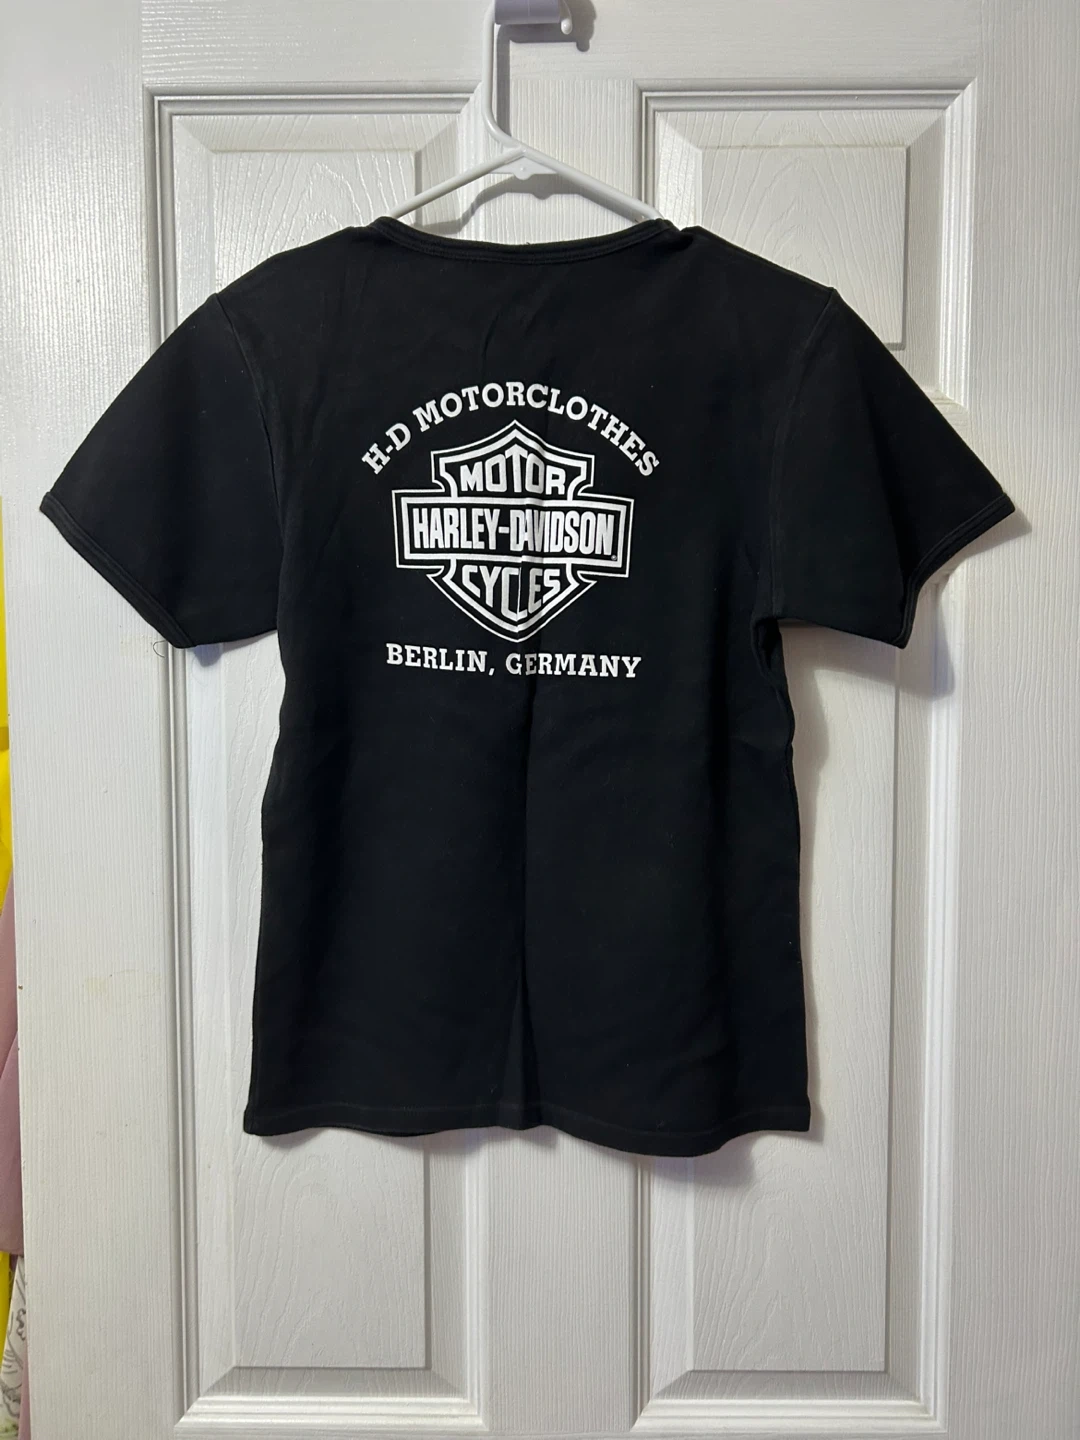 H-D MOTORCLOTHES
MOTOR
HARLEY-DAVIDSON
CYCLES
BERLIN, GERMANY